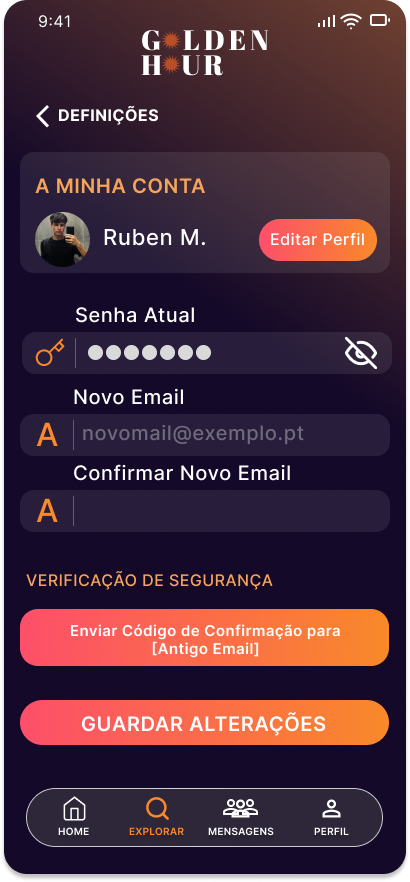 9:41
GOLDEN
HOUR
DEFINIÇÕES
A MINHA CONTA
Ruben M.
Editar Perfil
Senha Atual
Novo Email
A
novomail@exemplo.pt
Confirmar Novo Email
A
VERIFICAÇÃO DE SEGURANÇA
Enviar Código de Confirmação para
[Antigo Email]
GUARDAR ALTERAÇÕES
HOME
EXPLORAR
MENSAGENS
PERFIL